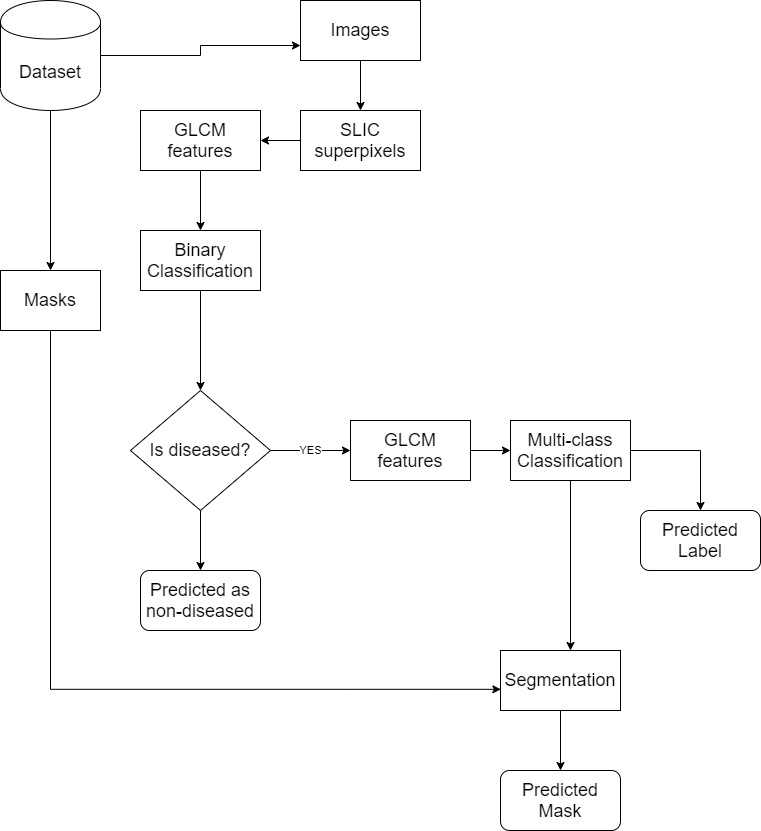 Images
Dataset
GLCM
features
SLIC
superpixels
Binary
Classification
Masks
Is diseased?
YES
GLCM
features
Multi-class
Classification
Predicted
Label
Predicted as
non-diseased
Segmentation
Predicted
Mask